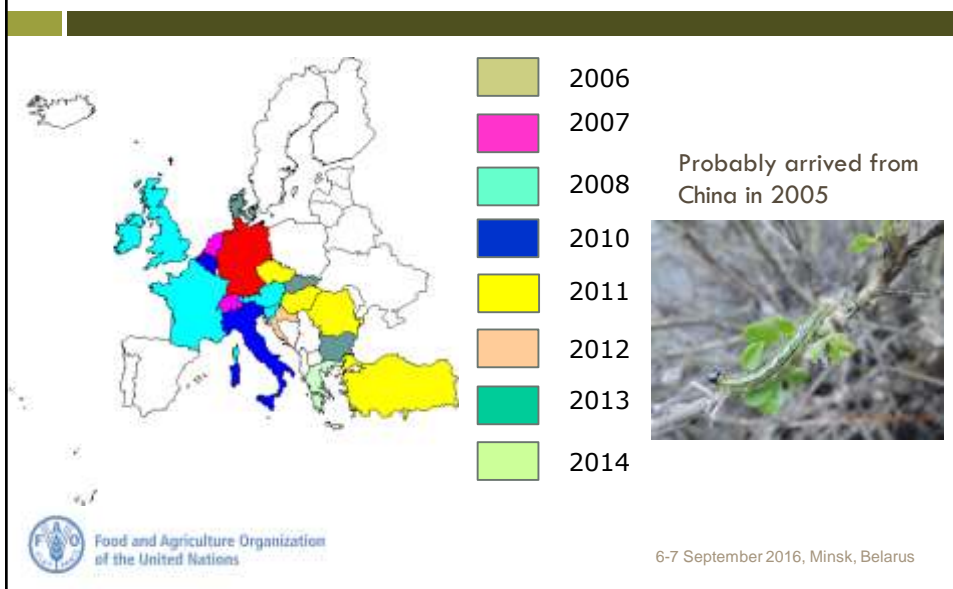 2006
2007
2008
2010
2011
2012
2013
2014
Probably arrived from
China in 2005
FAO
Food and Agriculture Organization
of the United Nations
6-7 September 2016, Minsk, Belarus